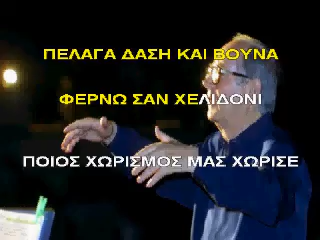 ΠΕΛΑΓΑ ΔΑΣΗ ΚΑΙ ΒΟΥΝΑ
ΦΕΡΝΩ ΣΑΝ ΧΕΛΙΔΟΝΙ
ΠΟΙΟΣ ΧΩΡΙΣΜΟΣ ΜΑΣ ΧΩΡΙΣΕ